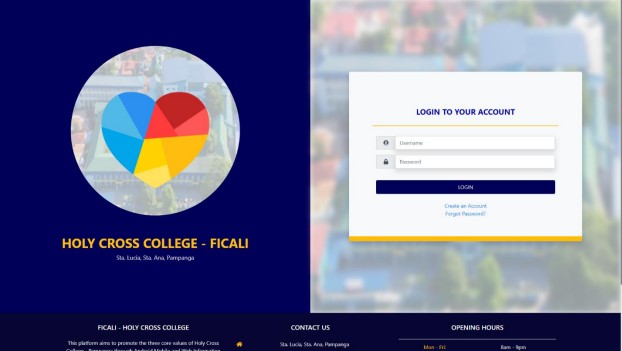 HOLY CROSS COLLEGE - FICALI
Sta. Lucia, Sta. Ana, Pampanga
LOGIN TO YOUR ACCOUNT
Username
Password
LOGIN
Create an Account
Forgot Password?
FICALI - HOLY CROSS COLLEGE
This platform aims to promote the three core values of Holy Cross
College - Pampanga through Android Mobile and Web Information
CONTACT US
Sta. Lucia, Sta. Ana, Pampanga
OPENING HOURS
Mon - Fri: 8am - 9pm